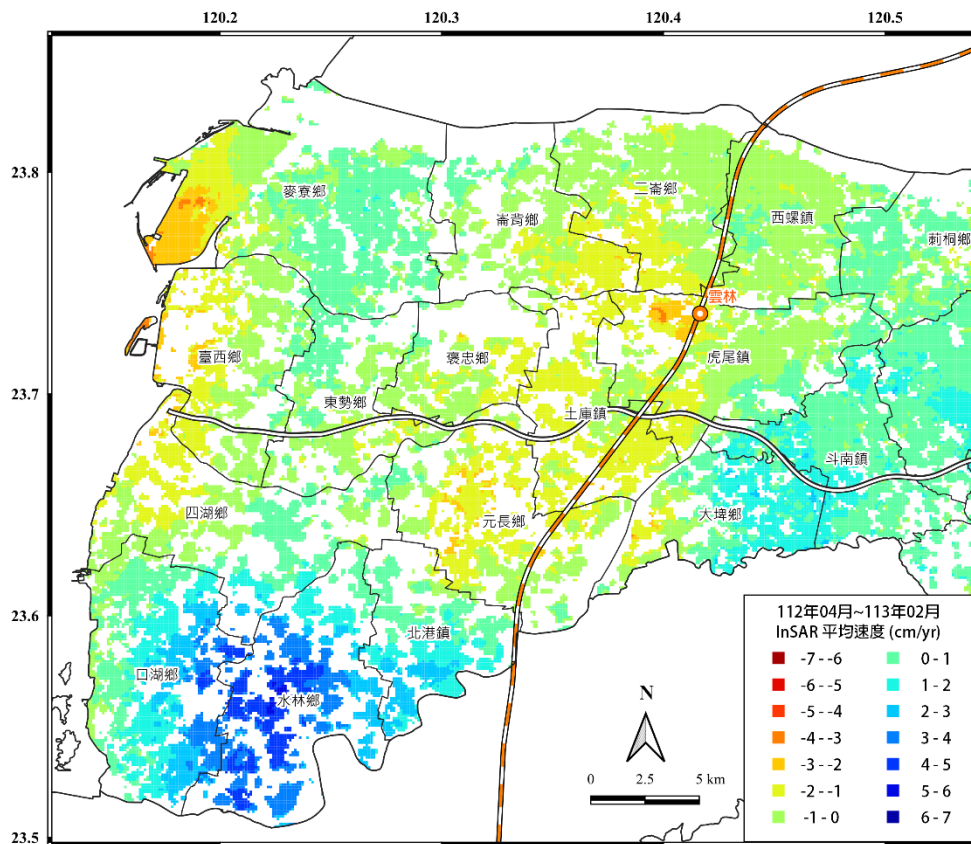 120.2 120.3 120.4 120.5
23.8
麥寮鄉
二崙鄉
崙背鄉
西螺鎮
莿桐鄉
雲林
臺西鄉
褒忠鄉
虎尾鎮
23.7
東勢鄉
土庫鎮
斗南鎮
四湖鄉
元長鄉
大埤鄉
23.6
北港鎮
口湖鄉
水林鄉
23.5
N
0 2.5 5 km
112年04月~113年02月
InSAR 平均速度 (cm/yr)
-7 - -6 0 - 1
-6 - -5 1 - 2
-5 - -4 2 - 3
-4 - -3 3 - 4
-3 - -2 4 - 5
-2 - -1 5 - 6
-1 - 0 6 - 7